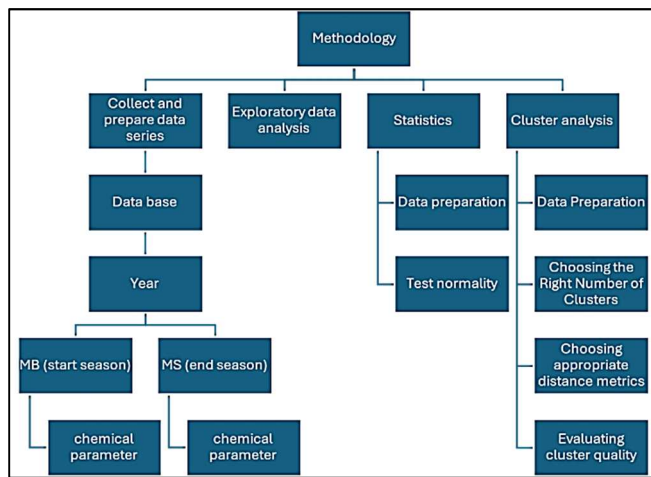 Methodology
Collect and
prepare data
series
Exploratory data
analysis
Statistics
Cluster analysis
Data base
Data preparation
Data Preparation
Year
Test normality
Choosing the
Right Number of
Clusters
MB (start season)
MS (end season)
Choosing
appropriate
distance metrics
chemical
parameter
chemical
parameter
Evaluating
cluster quality